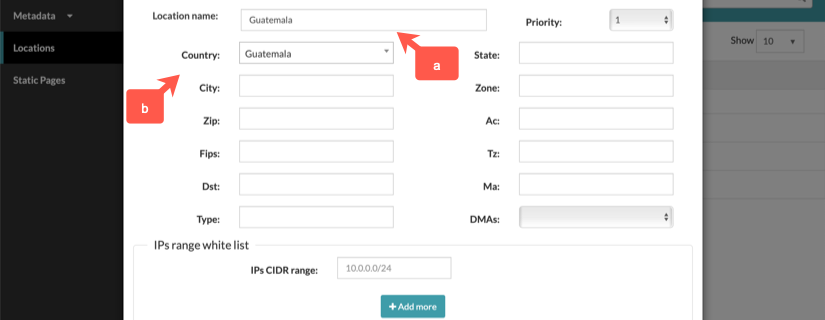 Metadata
Location name: Guatemala Priority: 1
Locations
Show 10
Country: Guatemala State:
a
Static Pages
City: Zone:
b
Zip: Ac:
Fips: Tz:
Dst: Ma:
Type: DMAs:
IPs range white list
IPs CIDR range: 10.0.0.0/24
+ Add more